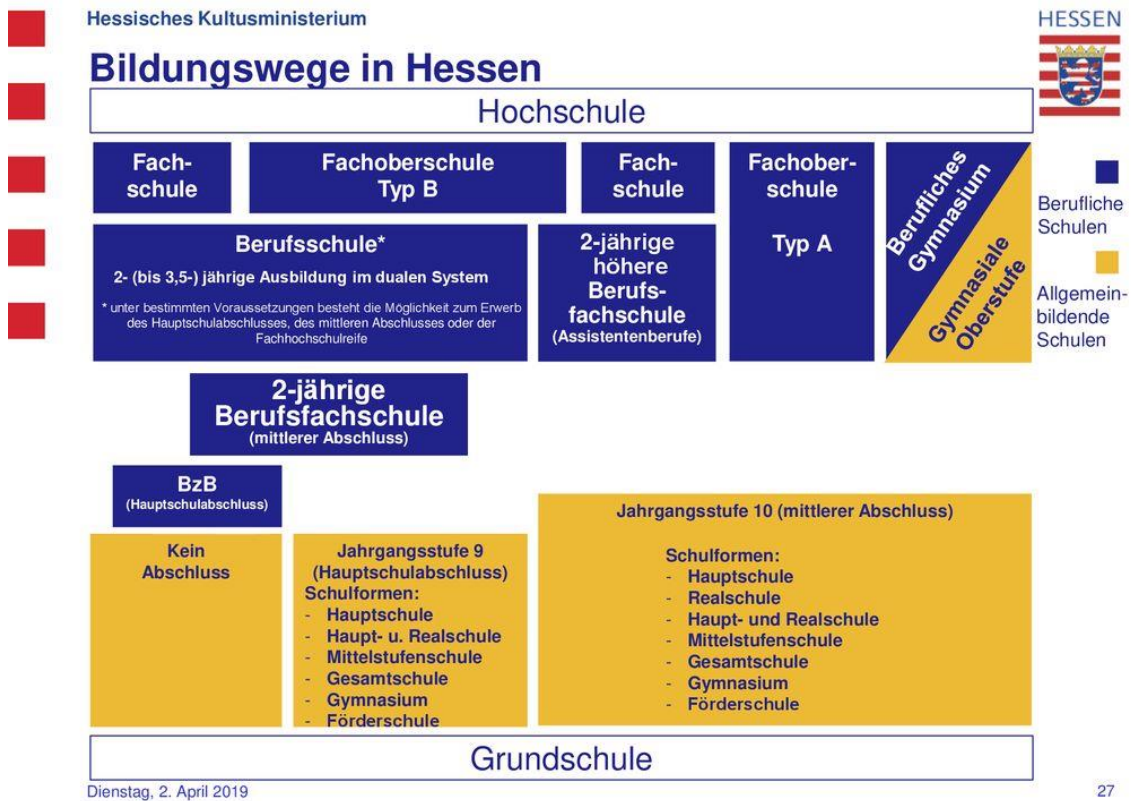 Hessisches Kultusministerium
HESSEN
Bildungswege in Hessen
Hochschule
Fach-
schule
Fachoberschule
Typ B
Fach-
schule
Fachober-
schule
Typ A
Berufliches
Gymnasium
Gymnasiale
Oberstufe
Berufliche
Schulen
Allgemein-
bildende
Schulen
Berufsschule*
2- (bis 3,5-) jährige Ausbildung im dualen System
* unter bestimmten Voraussetzungen besteht die Möglichkeit zum Erwerb
des Hauptschulabschlusses, des mittleren Abschlusses oder der
Fachhochschulreife
2-jährige
höhere
Berufs-
fachschule
(Assistentenberufe)
2-jährige
Berufsfachschule
(mittlerer Abschluss)
BzB
(Hauptschulabschluss)
Kein
Abschluss
Jahrgangsstufe 9
(Hauptschulabschluss)
Schulformen:
- Hauptschule
- Haupt- u. Realschule
- Mittelstufenschule
- Gesamtschule
- Gymnasium
- Förderschule
Jahrgangsstufe 10 (mittlerer Abschluss)
Schulformen:
- Hauptschule
- Realschule
- Haupt- und Realschule
- Mittelstufenschule
- Gesamtschule
- Gymnasium
- Förderschule
Grundschule
Dienstag, 2. April 2019
27